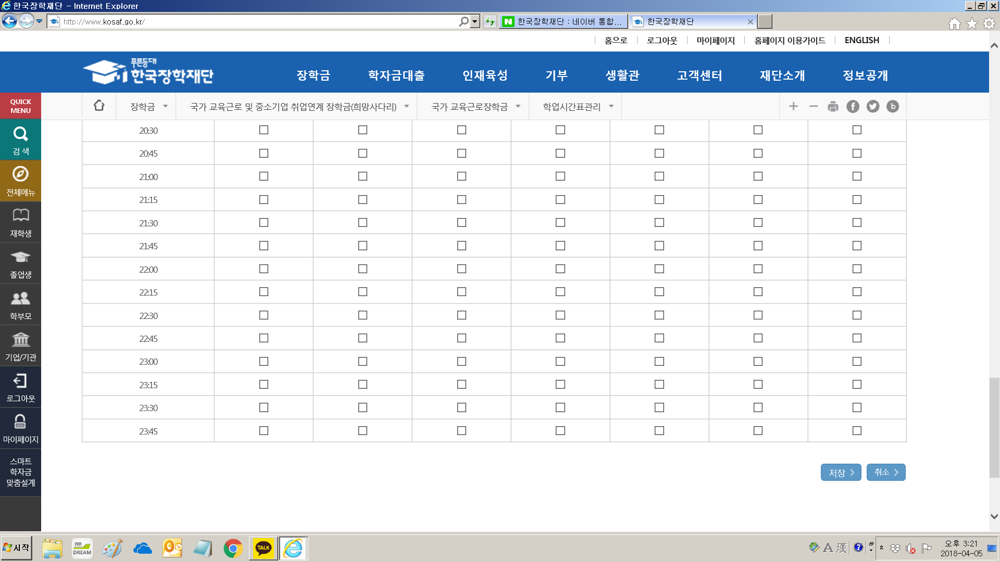 한국장학재단 - Internet Explorer
http://www.kosaf.go.kr/
한국장학재단 : 네이버 통합...
한국장학재단
홈으로
로그아웃
마이페이지
홈페이지 이용가이드
ENGLISH
푸른등대
한국장학재단
장학금
학자금대출
인재육성
기부
생활관
고객센터
재단소개
정보공개
QUICK
MENU
장학금
국가 교육근로 및 중소기업 취업연계 장학금(희망사다리)
국가 교육근로장학금
학업시간표관리
검 색
전체메뉴
재학생
졸업생
학부모
기업/기관
로그아웃
마이페이지
스마트
학자금
맞춤설계
20:30
20:45
21:00
21:15
21:30
21:45
22:00
22:15
22:30
22:45
23:00
23:15
23:30
23:45
저장
취소
시작
DREAM
TALK
A 漢
오후 3:21
2018-04-05